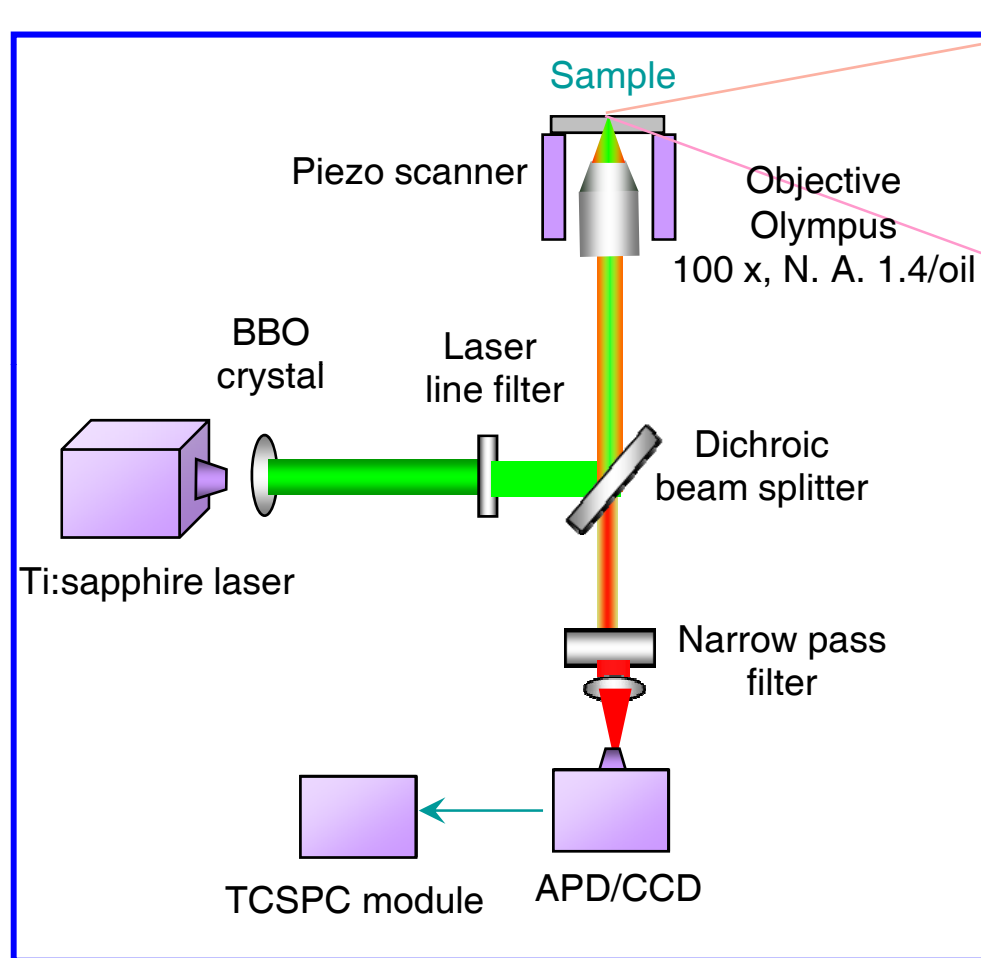 Sample
Piezo scanner
Objective
Olympus
100 x, N. A. 1.4/oil
BBO
crystal
Laser
line filter
Dichroic
beam splitter
Ti:sapphire laser
Narrow pass
filter
TCSPC module
APD/CCD